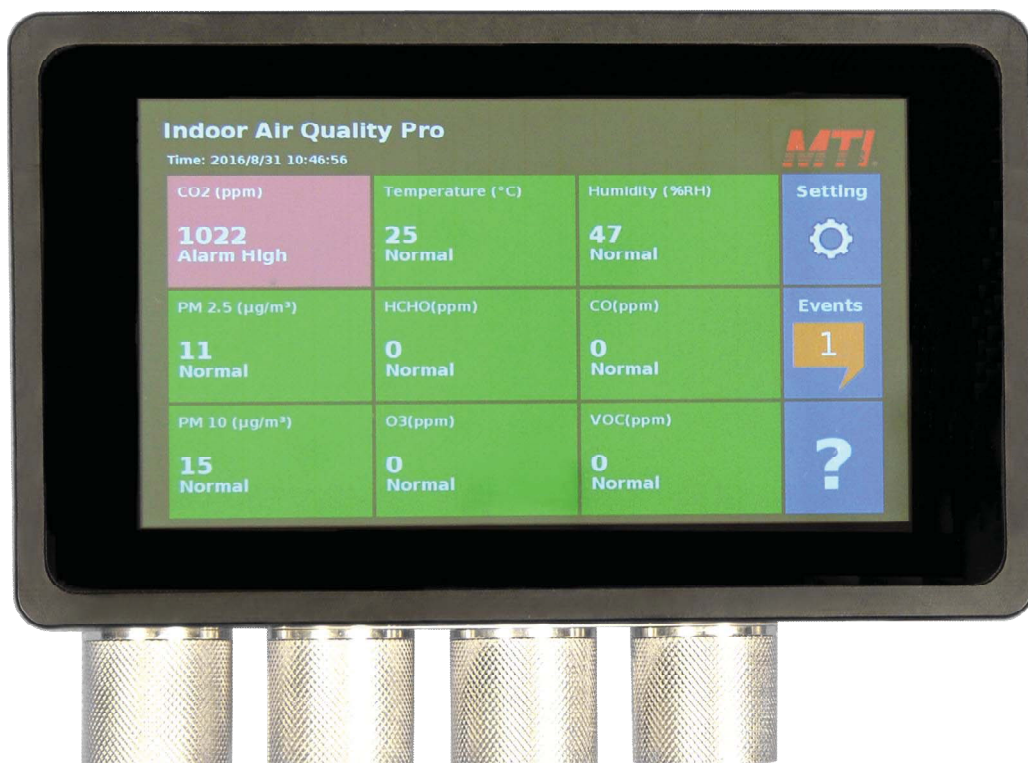 Indoor Air Quality Pro
MTI
Time: 2016/8/31 10:46:56
CO2 (ppm)
1022
Alarm High
Temperature (°C)
25
Normal
Humidity (%RH)
47
Normal
Setting
PM 2.5 (μg/m³)
11
Normal
HCHO(ppm)
0
Normal
CO(ppm)
0
Normal
Events
1
PM 10 (μg/m³)
15
Normal
O3(ppm)
0
Normal
VOC(ppm)
0
Normal
?